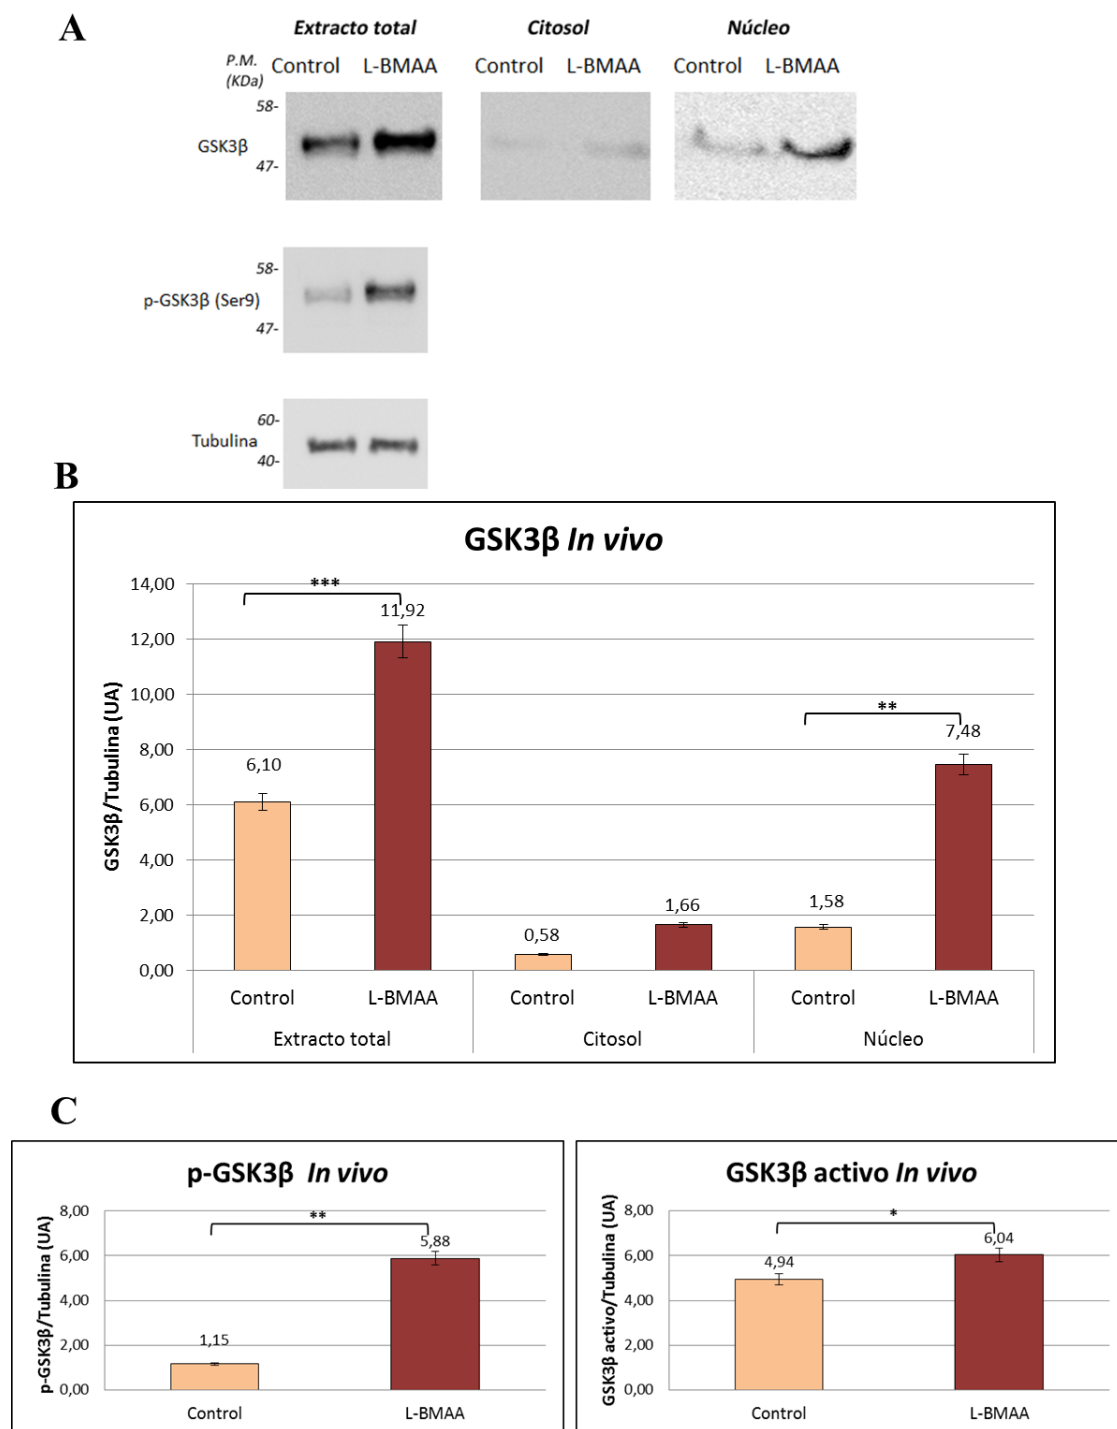 A
Extracto total Citosol Núcleo
P.M. (KDa) Control L-BMAA Control L-BMAA Control L-BMAA
58-
GSK3β
47-
58-
p-GSK3β (Ser9)
47-
60-
Tubulina
40-
B
GSK3β In vivo
GSK3β/Tubulina (UA)
14,00
***
11,92
12,00
10,00
**
7,48
8,00
6,10
6,00
4,00
2,00
0,58
1,66
1,58
0,00
Control L-BMAA Control L-BMAA Control L-BMAA
Extracto total Citosol Núcleo
C
p-GSK3β In vivo
p-GSK3β/Tubulina (UA)
8,00
**
5,88
6,00
4,00
2,00
1,15
0,00
Control L-BMAA
GSK3β activo In vivo
GSK3β activo/Tubulina (UA)
8,00
*
6,04
6,00
4,94
4,00
2,00
0,00
Control L-BMAA